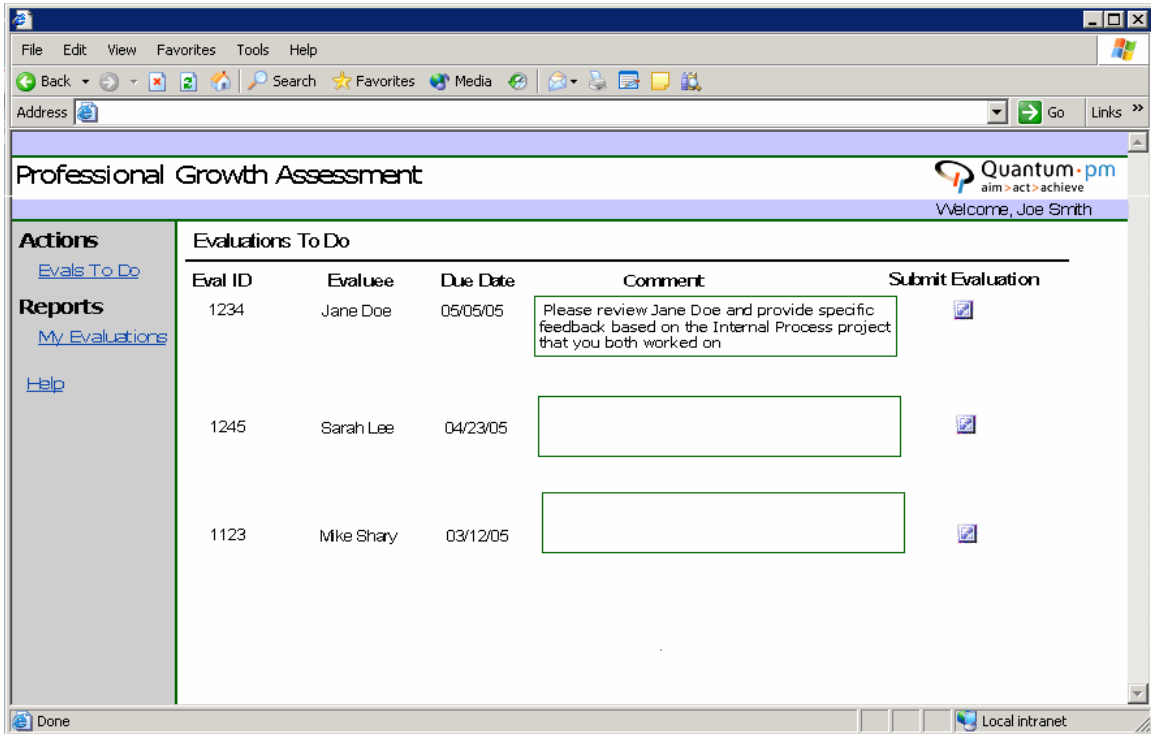 File Edit View Favorites Tools Help
Back Search Favorites Media
Address Go Links »
Professional Growth Assessment
Quantum·pm
aim>act>achieve
Welcome, Joe Smith
Actions
Evals To Do
Reports
My Evaluations
Help
Evaluations To Do
Eval ID Evaluee Due Date Comment Submit Evaluation
1234 Jane Doe 05/05/05 Please review Jane Doe and provide specific
feedback based on the Internal Process project
that you both worked on
1245 Sarah Lee 04/23/05
1123 Mike Shary 03/12/05
Done Local intranet